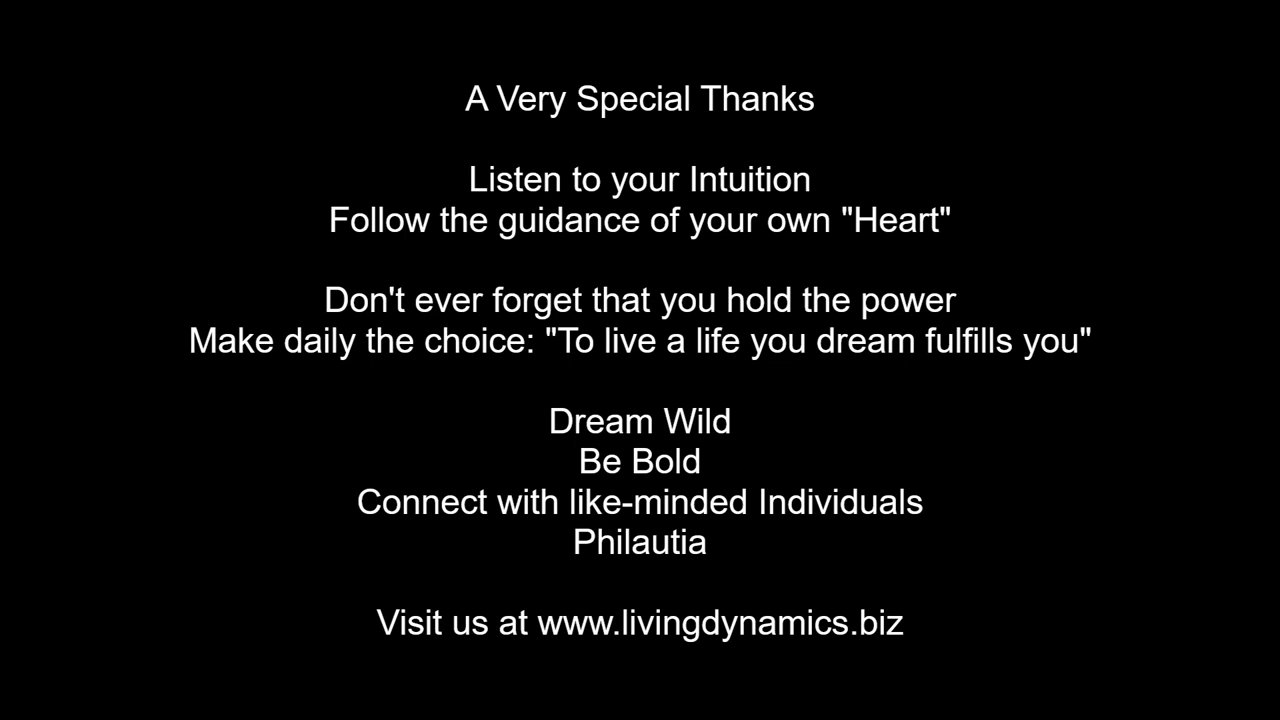 A Very Special Thanks
Listen to your Intuition
Follow the guidance of your own "Heart"
Don't ever forget that you hold the power
Make daily the choice: "To live a life you dream fulfills you"
Dream Wild
Be Bold
Connect with like-minded Individuals
Philautia
Visit us at www.livingdynamics.biz